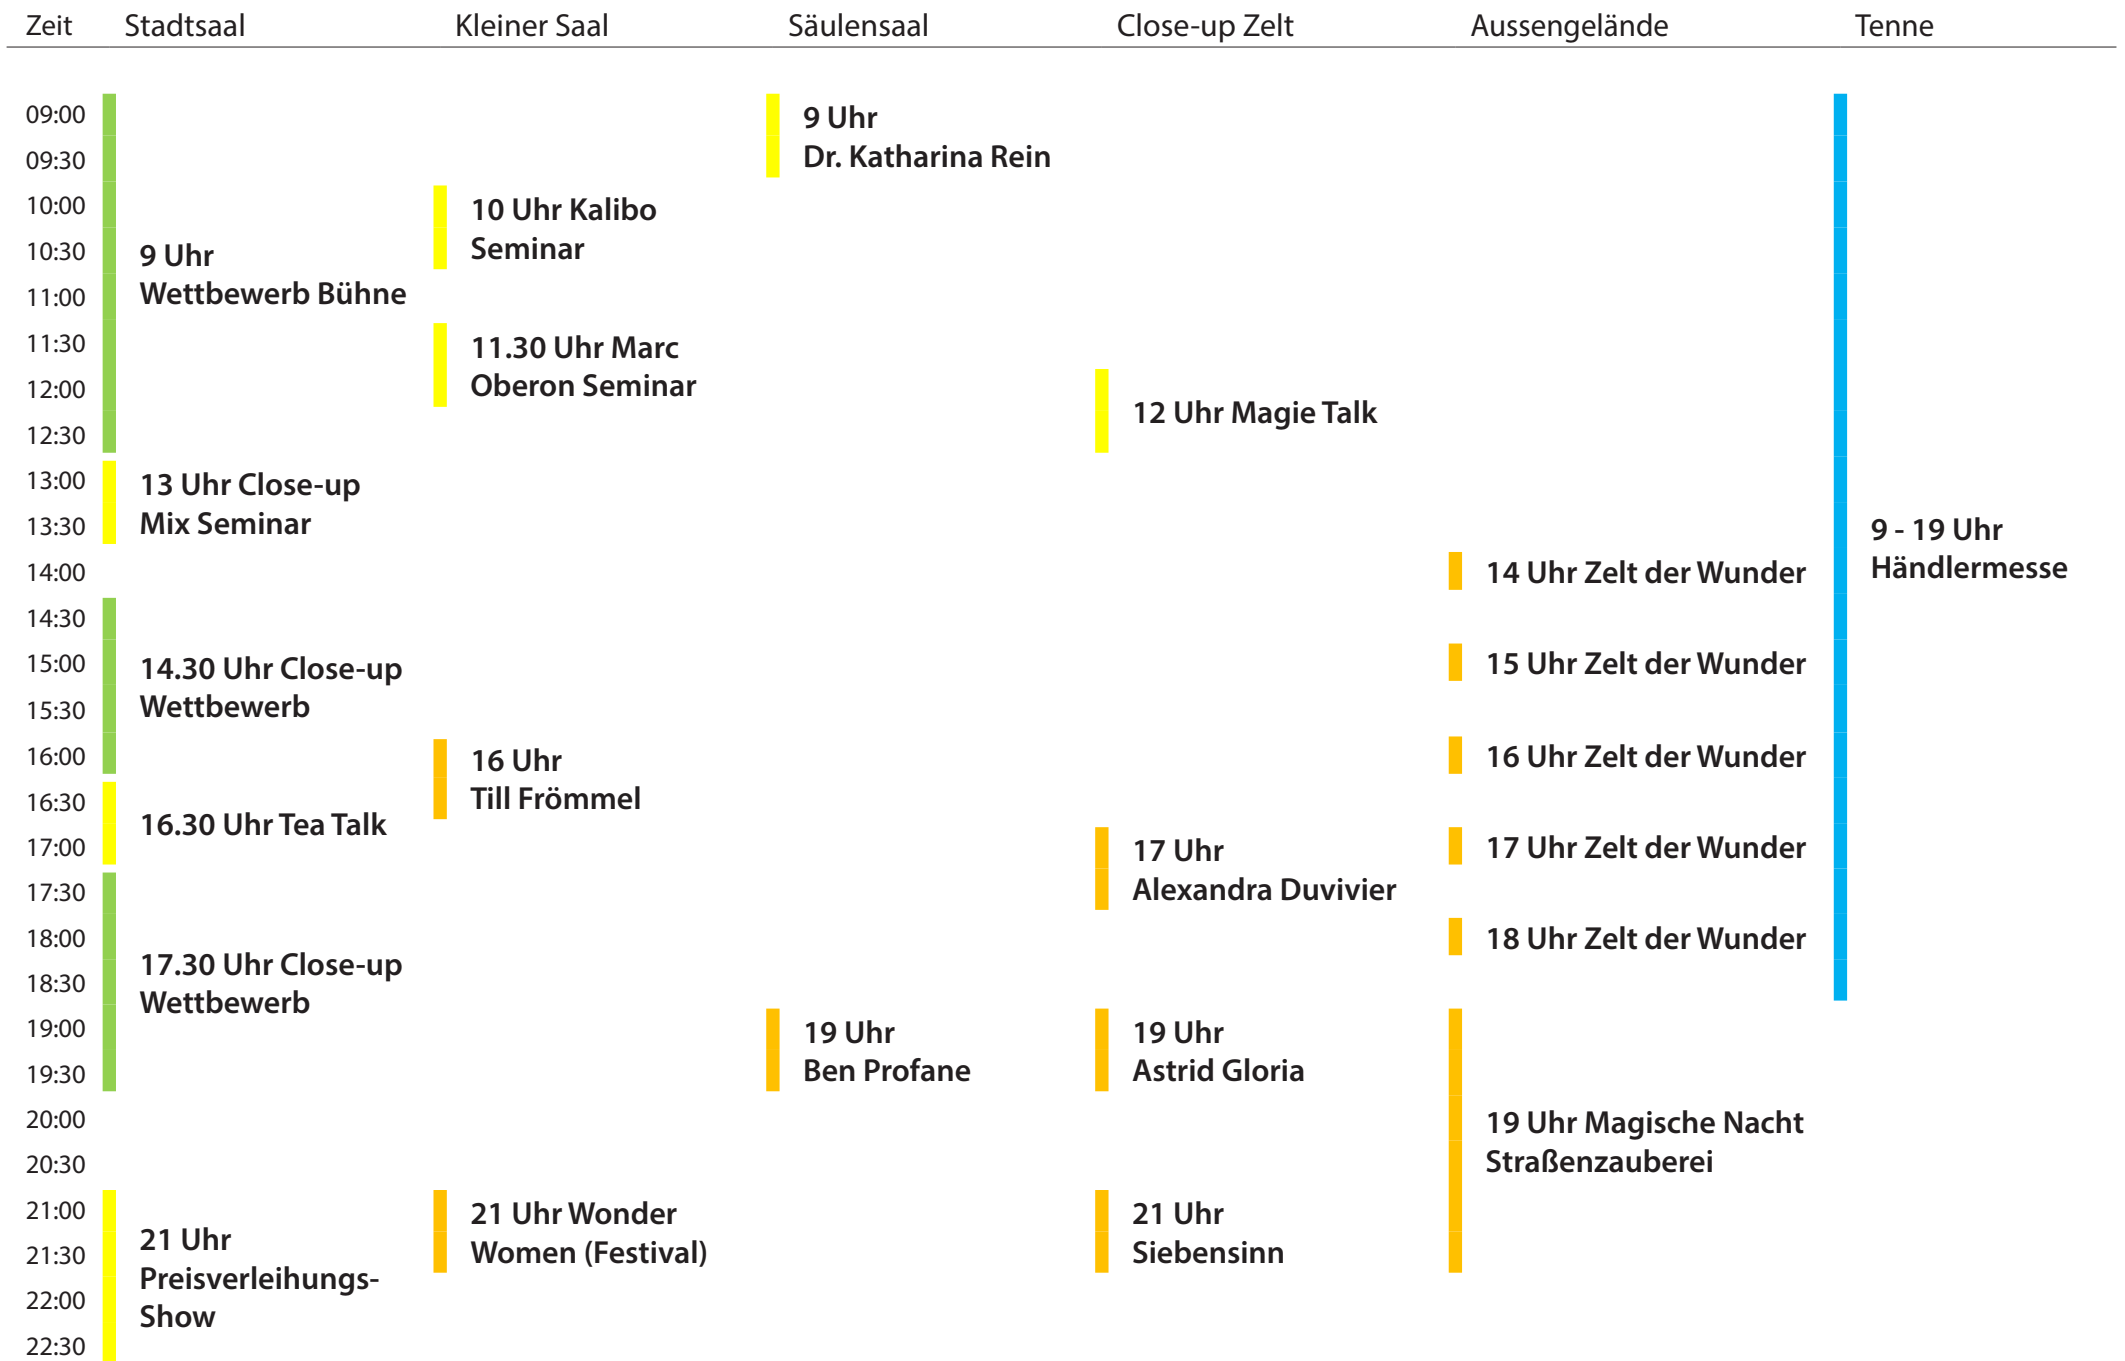 Zeit Stadtsaal Kleiner Saal Säulensaal Close-up Zelt Aussengelände Tenne
09:00
09:30
10:00
10:30
11:00
11:30
12:00
12:30
13:00
13:30
14:00
14:30
15:00
15:30
16:00
16:30
17:00
17:30
18:00
18:30
19:00
19:30
20:00
20:30
21:00
21:30
22:00
22:30
9 Uhr
Wettbewerb Bühne
13 Uhr Close-up
Mix Seminar
14.30 Uhr Close-up
Wettbewerb
16.30 Uhr Tea Talk
17.30 Uhr Close-up
Wettbewerb
21 Uhr
Preisverleihungs-
Show
10 Uhr Kalibo
Seminar
11.30 Uhr Marc
Oberon Seminar
16 Uhr
Till Frömmel
21 Uhr Wonder
Women (Festival)
9 Uhr
Dr. Katharina Rein
19 Uhr
Ben Profane
12 Uhr Magie Talk
17 Uhr
Alexandra Duvivier
19 Uhr
Astrid Gloria
21 Uhr
Siebensinn
14 Uhr Zelt der Wunder
15 Uhr Zelt der Wunder
16 Uhr Zelt der Wunder
17 Uhr Zelt der Wunder
18 Uhr Zelt der Wunder
19 Uhr Magische Nacht
Straßenzauberei
9 - 19 Uhr
Händlermesse